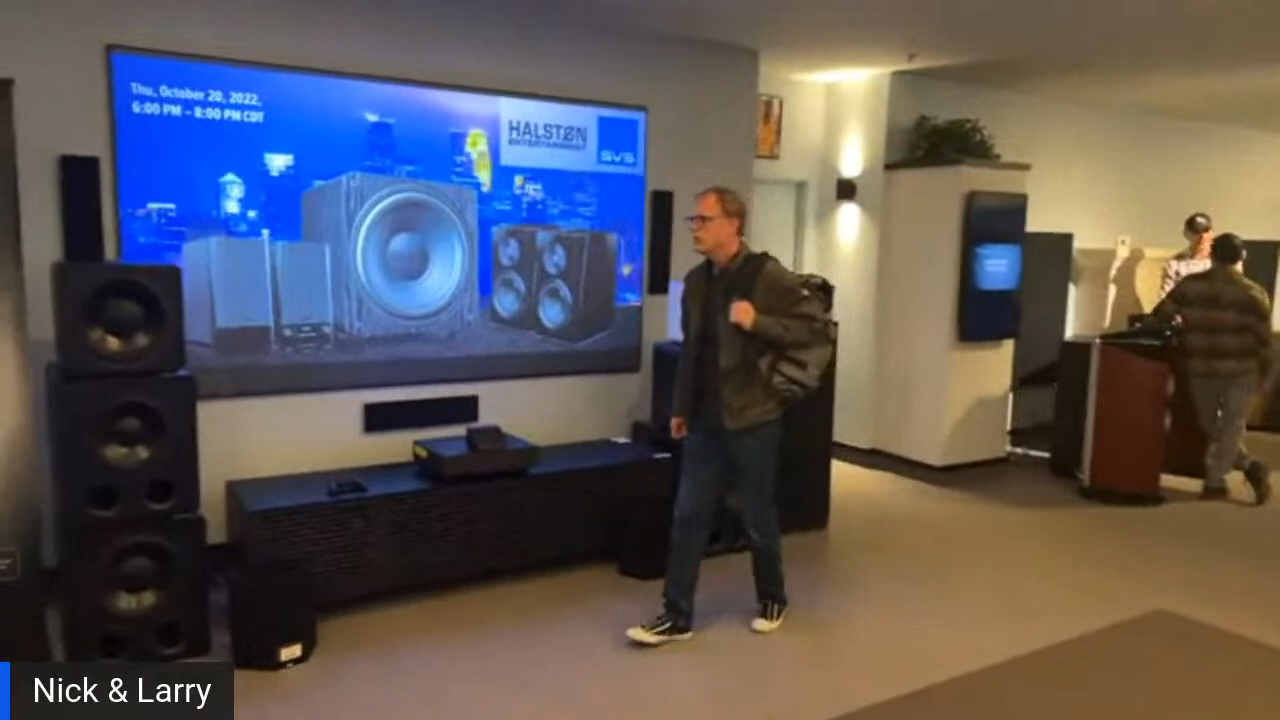 Thu, October 20, 2022,
6:00 PM – 8:00 PM CDT
HALSTØN
ENTERTAINMENT
SVS
Nick & Larry